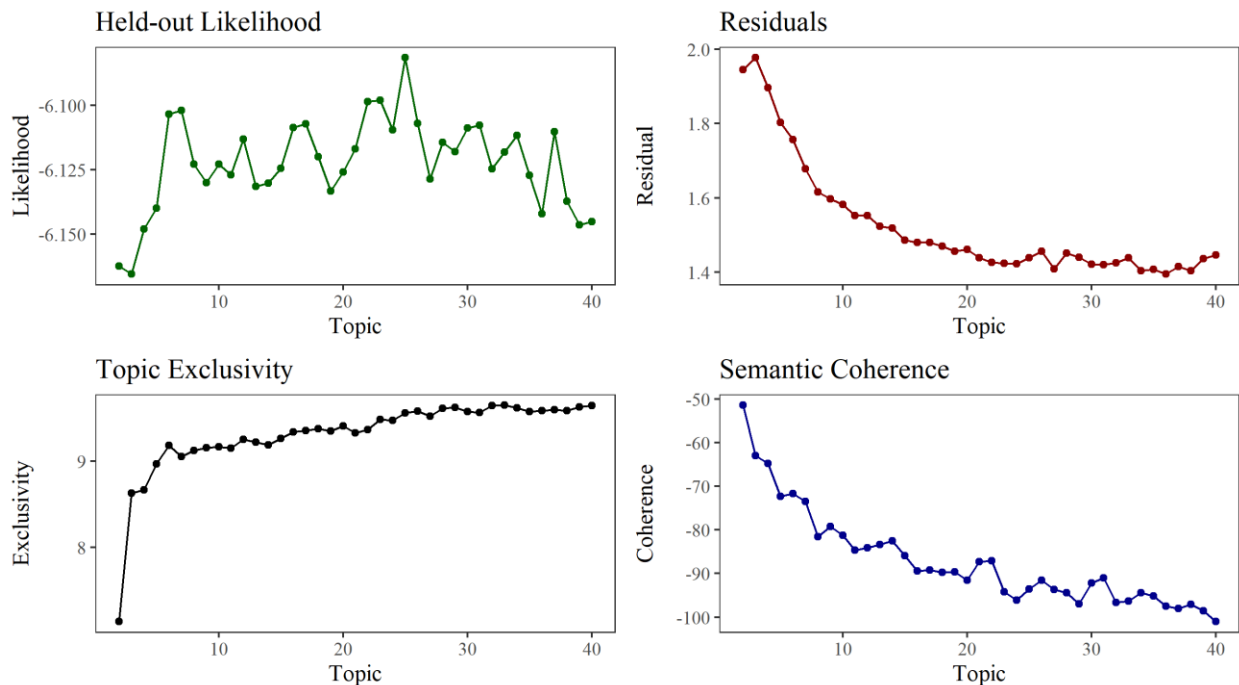 Held-out Likelihood
Likelihood
-6.100
-6.125
-6.150
10
20
30
40
Topic
Residuals
Residual
2.0
1.8
1.6
1.4
10
20
30
40
Topic
Topic Exclusivity
Exclusivity
9
8
10
20
30
40
Topic
Semantic Coherence
Coherence
-50
-60
-70
-80
-90
-100
10
20
30
40
Topic